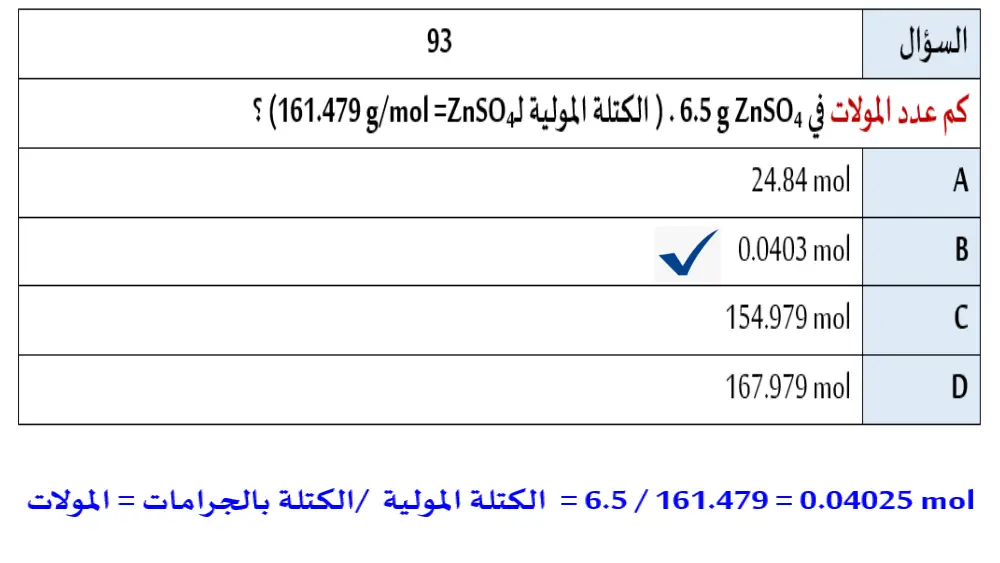 السؤال 93
كم عدد المولات في 6.5 g ZnSO₄ . ( الكتلة المولية لـZnSO₄= 161.479 g/mol) ؟
A 24.84 mol
B 0.0403 mol
C 154.979 mol
D 167.979 mol
المولات = الكتلة بالجرامات/ الكتلة المولية = 6.5 / 161.479 = 0.04025 mol